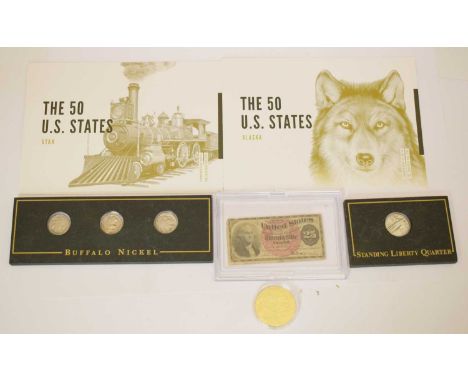 THE 50
U.S. STATES
UTAH
THE 50
U.S. STATES
ALASKA
BUFFALO NICKEL
United States
25
STANDING LIBERTY QUARTER